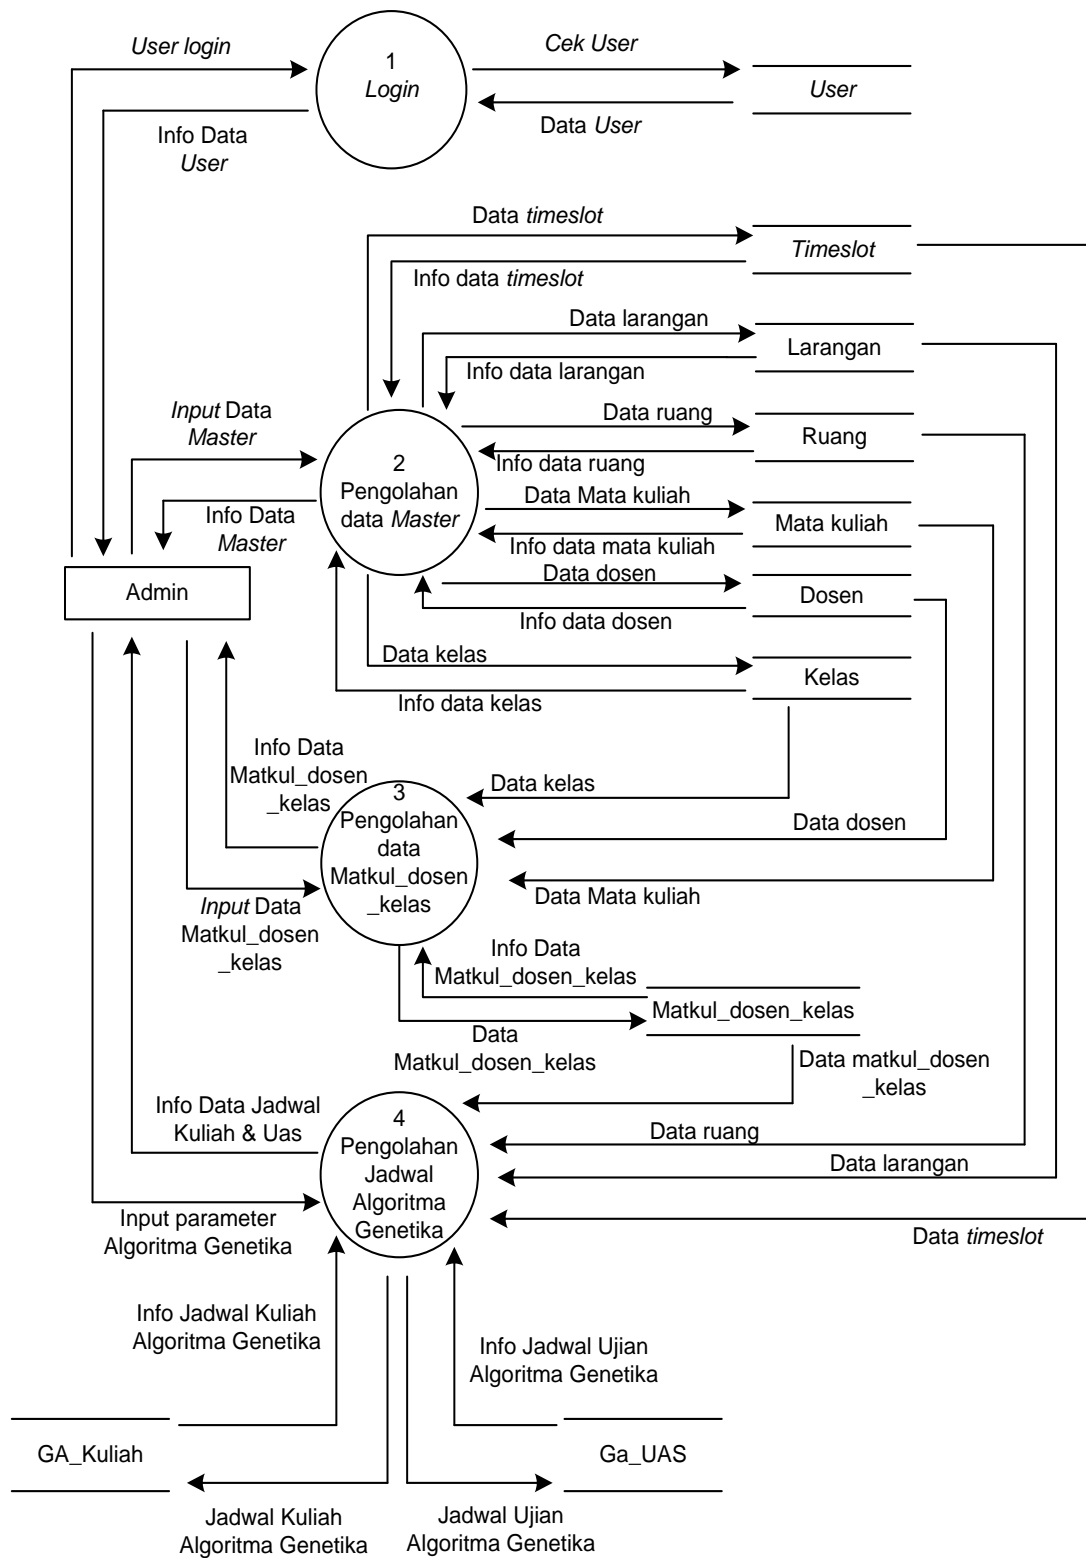 User login
1
Login
Cek User
User
Data User
Info Data
User
Data timeslot
Timeslot
Info data timeslot
Data larangan
Larangan
Info data larangan
Input Data
Master
Data ruang
Ruang
Info data ruang
2
Pengolahan
data Master
Data Mata kuliah
Mata kuliah
Info data mata kuliah
Info Data
Master
Data dosen
Dosen
Info data dosen
Admin
Data kelas
Kelas
Info data kelas
Info Data
Matkul_dosen
_kelas
Data kelas
3
Pengolahan
data
Matkul_dosen
_kelas
Data dosen
Data Mata kuliah
Input Data
Matkul_dosen
_kelas
Info Data
Matkul_dosen_kelas
Matkul_dosen_kelas
Data
Matkul_dosen_kelas
Data matkul_dosen
_kelas
Info Data Jadwal
Kuliah & Uas
4
Pengolahan
Jadwal
Algoritma
Genetika
Data ruang
Data larangan
Data timeslot
Input parameter
Algoritma Genetika
Info Jadwal Kuliah
Algoritma Genetika
Info Jadwal Ujian
Algoritma Genetika
GA_Kuliah
Ga_UAS
Jadwal Kuliah
Algoritma Genetika
Jadwal Ujian
Algoritma Genetika